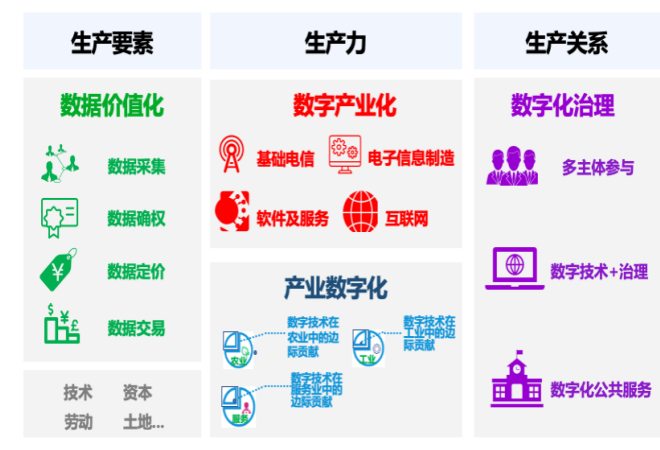 生产要素
生产力
生产关系
数据价值化
数据采集
数据确权
¥
数据定价
$ ¥ £
数据交易
技术 资本
劳动 土地...
数字产业化
基础电信 电子信息制造
软件及服务 互联网
产业数字化
数字技术在
农业中的边
际贡献
农业
数字技术在
工业中的边
际贡献
工业
数字技术在
服务业中的
边际贡献
服务
数字化治理
多主体参与
数字技术+治理
数字化公共服务